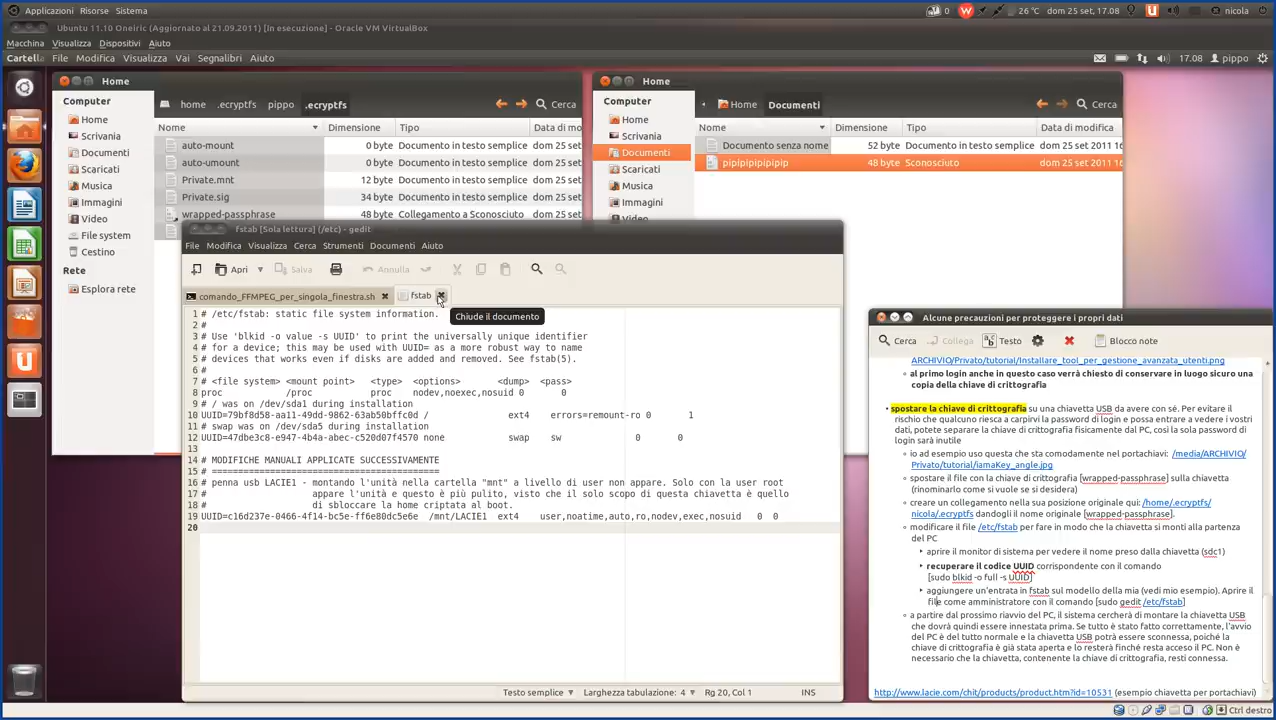 Applicazioni Risorse Sistema
0 26 °C dom 25 set, 17.08 nicola
Ubuntu 11.10 Oneiric (Aggiornato al 21.09.2011) [In esecuzione] - Oracle VM VirtualBox
Macchina Visualizza Dispositivi Aiuto
Cartella File Modifica Visualizza Vai Segnalibri Aiuto 17.08 pippo
Home
Computer
Home
Scrivania
Documenti
Scaricati
Musica
Immagini
Video
File system
Cestino
Rete
Esplora rete
home .ecryptfs pippo .ecryptfs Cerca
Nome Dimensione Tipo Data di mo
auto-mount 0 byte Documento in testo semplice dom 25 set
auto-umount 0 byte Documento in testo semplice dom 25 set
Private.mnt 12 byte Documento in testo semplice dom 25 set
Private.sig 34 byte Documento in testo semplice dom 25 set
wrapped-passphrase 48 byte Collegamento a Sconosciuto dom 25 set
Home
Computer
Home
Scrivania
Documenti
Scaricati
Musica
Immagini
Video
Home Documenti Cerca
Nome Dimensione Tipo Data di modifica
Documento senza nome 52 byte Documento in testo semplice dom 25 set 2011 16
pipipipipipip 48 byte Sconosciuto dom 25 set 2011 16
fstab [Sola lettura] (/etc) - gedit
File Modifica Visualizza Cerca Strumenti Documenti Aiuto
Apri Salva Annulla
comando_FFMPEG_per_singola_finestra.sh fstab
Chiude il documento
1 # /etc/fstab: static file system information.
2 #
3 # Use 'blkid -o value -s UUID' to print the universally unique identifier
4 # for a device; this may be used with UUID= as a more robust way to name
5 # devices that works even if disks are added and removed. See fstab(5).
6 #
7 # <file system> <mount point> <type> <options> <dump> <pass>
8 proc /proc proc nodev,noexec,nosuid 0 0
9 # / was on /dev/sda1 during installation
10 UUID=79bf8d58-aa11-49dd-9862-63ab50bffc0d / ext4 errors=remount-ro 0 1
11 # swap was on /dev/sda5 during installation
12 UUID=47dbe3c8-e947-4b4a-abec-c520d07f4570 none swap sw 0 0
13
14 # MODIFICHE MANUALI APPLICATE SUCCESSIVAMENTE
15 # =======================================
16 # penna usb LACIE1 - montando l'unità nella cartella "mnt" a livello di user non appare. Solo con la user root
17 # appare l'unità e questo è più pulito, visto che il solo scopo di questa chiavetta è quello
18 # di sbloccare la home criptata al boot.
19 UUID=c16d237e-0466-4f14-bc5e-ff6e80dc5e6e /mnt/LACIE1 ext4 user,noatime,auto,ro,nodev,exec,nosuid 0 0
20
Testo semplice Larghezza tabulazione: 4 Rg 20, Col 1 INS
Alcune precauzioni per proteggere i propri dati
Cerca Collega Testo Blocco note
ARCHIVIO/Privato/tutorial/Installare_tool_per_gestione_avanzata_utenti.png
al primo login anche in questo caso verrà chiesto di conservare in luogo sicuro una
copia della chiave di crittografia
spostare la chiave di crittografia su una chiavetta USB da avere con sé. Per evitare il
rischio che qualcuno riesca a carpirvi la password di login e possa entrare a vedere i vostri
dati, potete separare la chiave di crittografia fisicamente dal PC, così la sola password di
login sarà inutile
io ad esempio uso questa che sta comodamente nel portachiavi: /media/ARCHIVIO/
Privato/tutorial/iamaKey_angle.jpg
spostare il file con la chiave di crittografia [wrapped-passphrase] sulla chiavetta
(rinominarlo come si vuole se si desidera)
creare un collegamento nella sua posizione originale qui: /home/.ecryptfs/
nicola/.ecryptfs dandogli il nome originale [wrapped-passphrase].
modificare il file /etc/fstab per fare in modo che la chiavetta si monti alla partenza
del PC
aprire il monitor di sistema per vedere il nome preso dalla chiavetta (sdc1)
recuperare il codice UUID corrispondente con il comando
[sudo blkid -o full -s UUID]
aggiungere un'entrata in fstab sul modello della mia (vedi mio esempio). Aprire il
file come amministratore con il comando [sudo gedit /etc/fstab]
a partire dal prossimo riavvio del PC, il sistema cercherà di montare la chiavetta USB
che dovrà quindi essere innestata prima. Se tutto è stato fatto correttamente, l'avvio
del PC è del tutto normale e la chiavetta USB potrà essere sconnessa, poiché la
chiave di crittografia è già stata aperta e lo resterà finché resta acceso il PC. Non è
necessario che la chiavetta, contenente la chiave di crittografia, resti connessa.
http://www.lacie.com/chit/products/product.htm?id=10531 (esempio chiavetta per portachiavi)
Ctrl destro